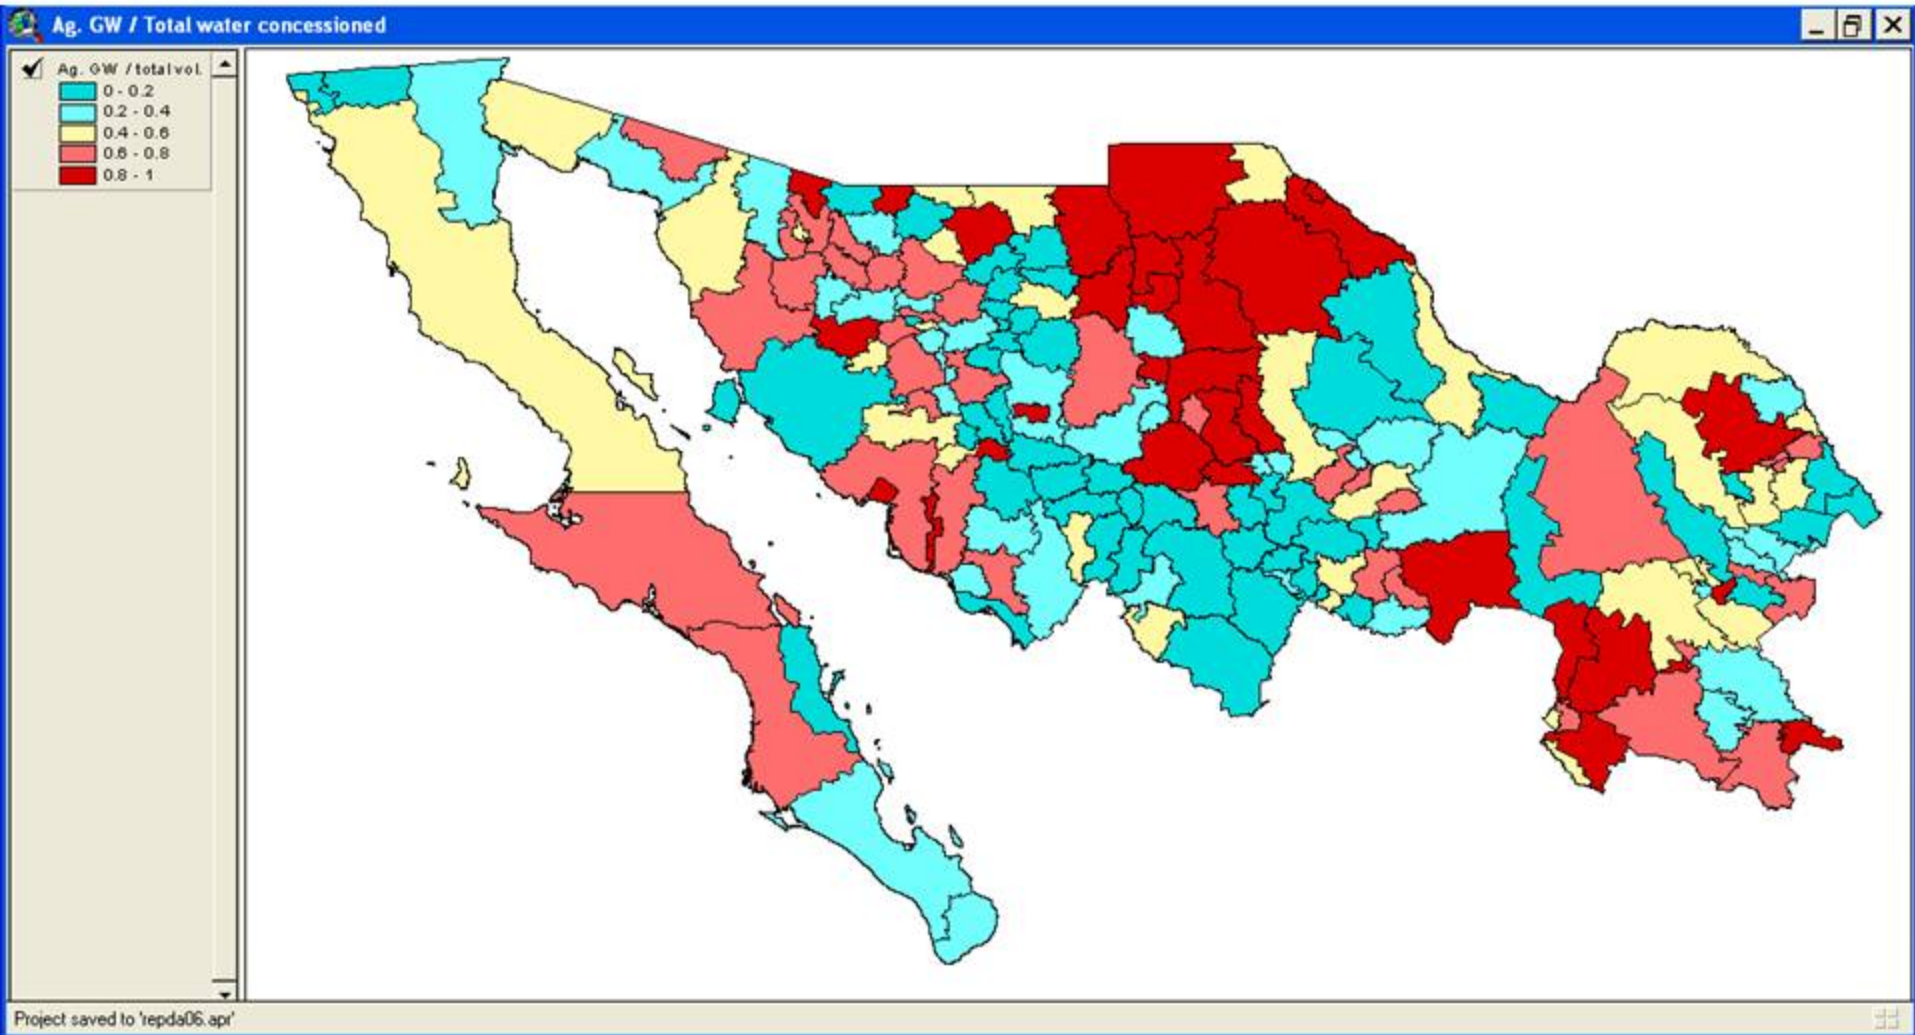 Ag. GW / Total water concessioned
Ag. GW / total vol.
0 - 0.2
0.2 - 0.4
0.4 - 0.6
0.6 - 0.8
0.8 - 1
Project saved to 'repda06.apr'